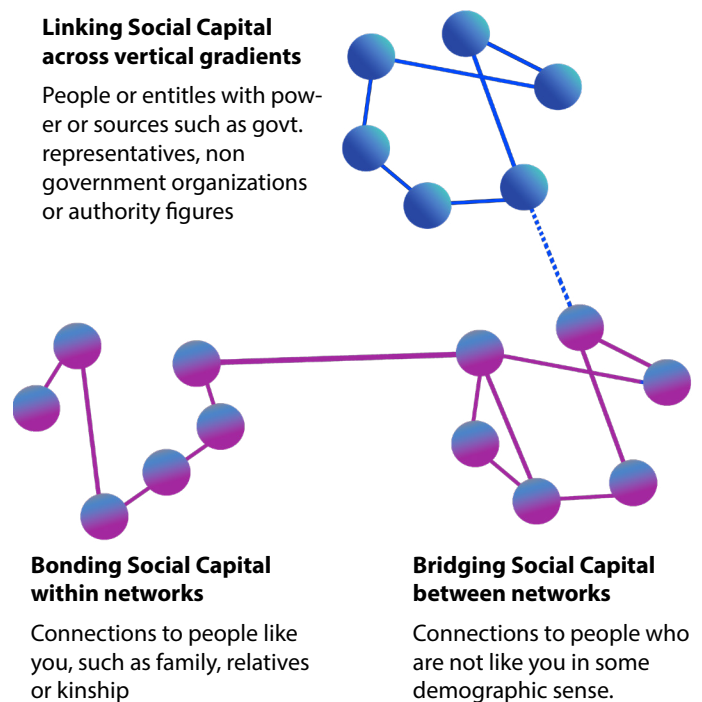 Linking Social Capital
across vertical gradients
People or entitles with pow-
er or sources such as govt.
representatives, non
government organizations
or authority figures
Bonding Social Capital
within networks
Connections to people like
you, such as family, relatives
or kinship
Bridging Social Capital
between networks
Connections to people who
are not like you in some
demographic sense.